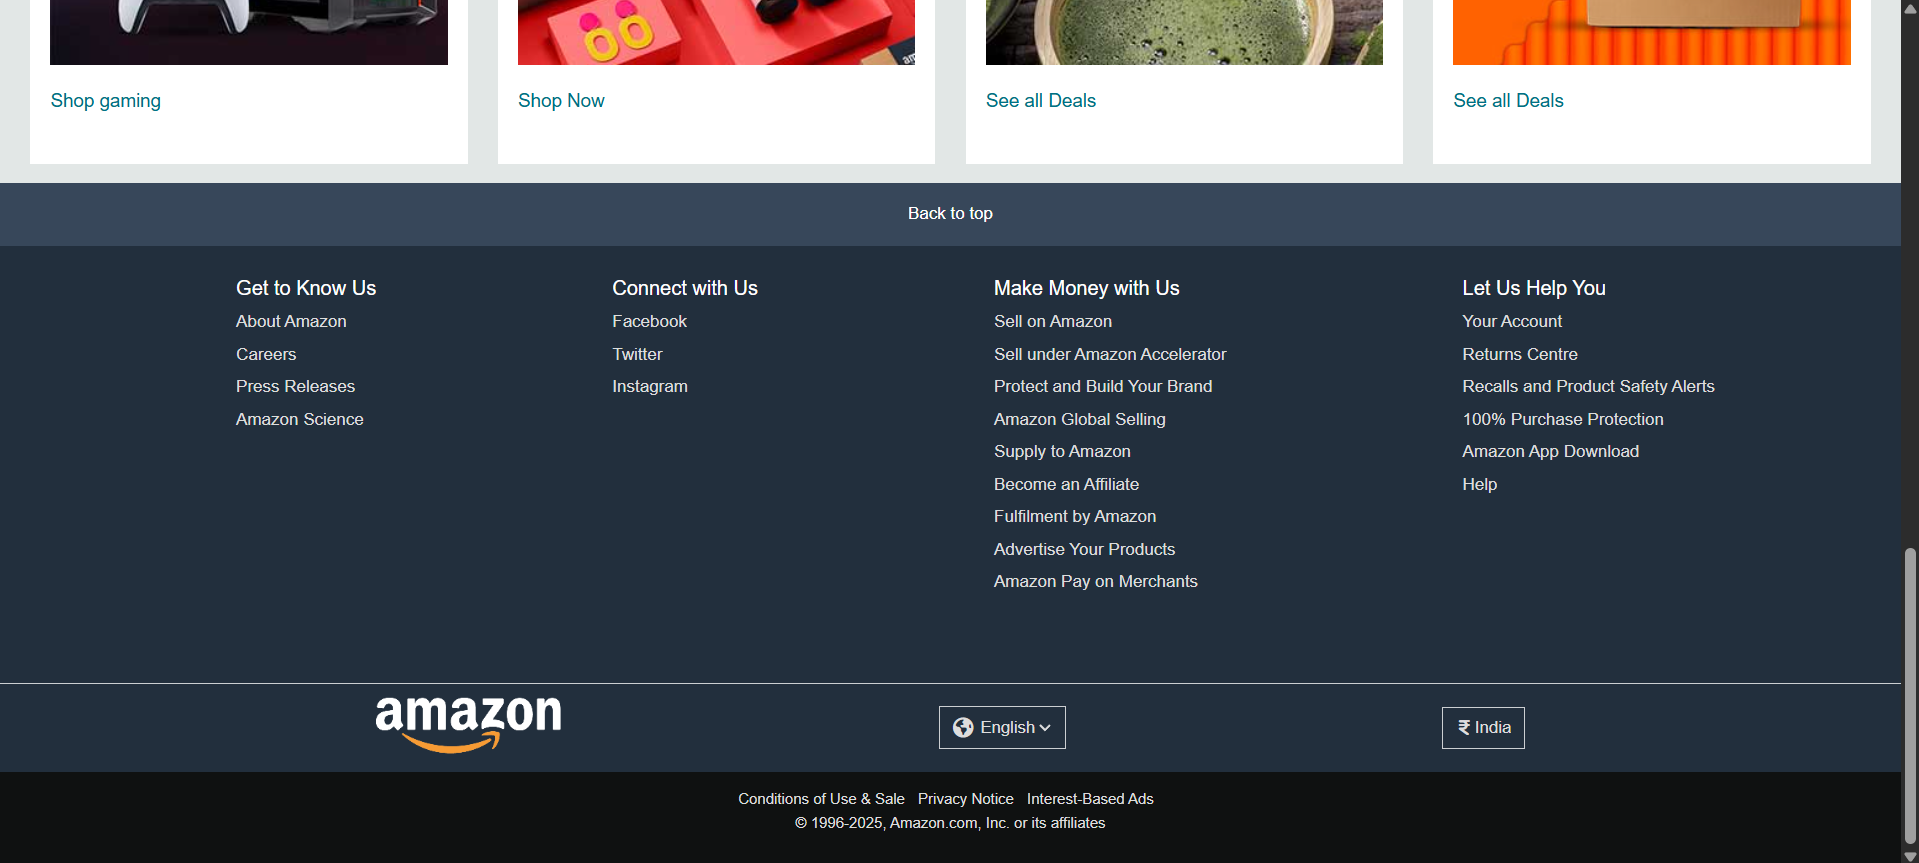 Shop gaming
Shop Now
See all Deals
See all Deals
Back to top
Get to Know Us
About Amazon
Careers
Press Releases
Amazon Science
Connect with Us
Facebook
Twitter
Instagram
Make Money with Us
Sell on Amazon
Sell under Amazon Accelerator
Protect and Build Your Brand
Amazon Global Selling
Supply to Amazon
Become an Affiliate
Fulfilment by Amazon
Advertise Your Products
Amazon Pay on Merchants
Let Us Help You
Your Account
Returns Centre
Recalls and Product Safety Alerts
100% Purchase Protection
Amazon App Download
Help
amazon
English
₹ India
Conditions of Use & Sale Privacy Notice Interest-Based Ads
© 1996-2025, Amazon.com, Inc. or its affiliates